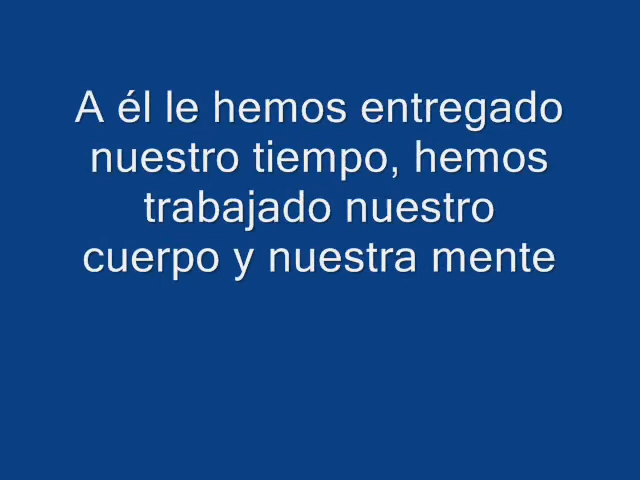 A él le hemos entregado
nuestro tiempo, hemos
trabajado nuestro
cuerpo y nuestra mente